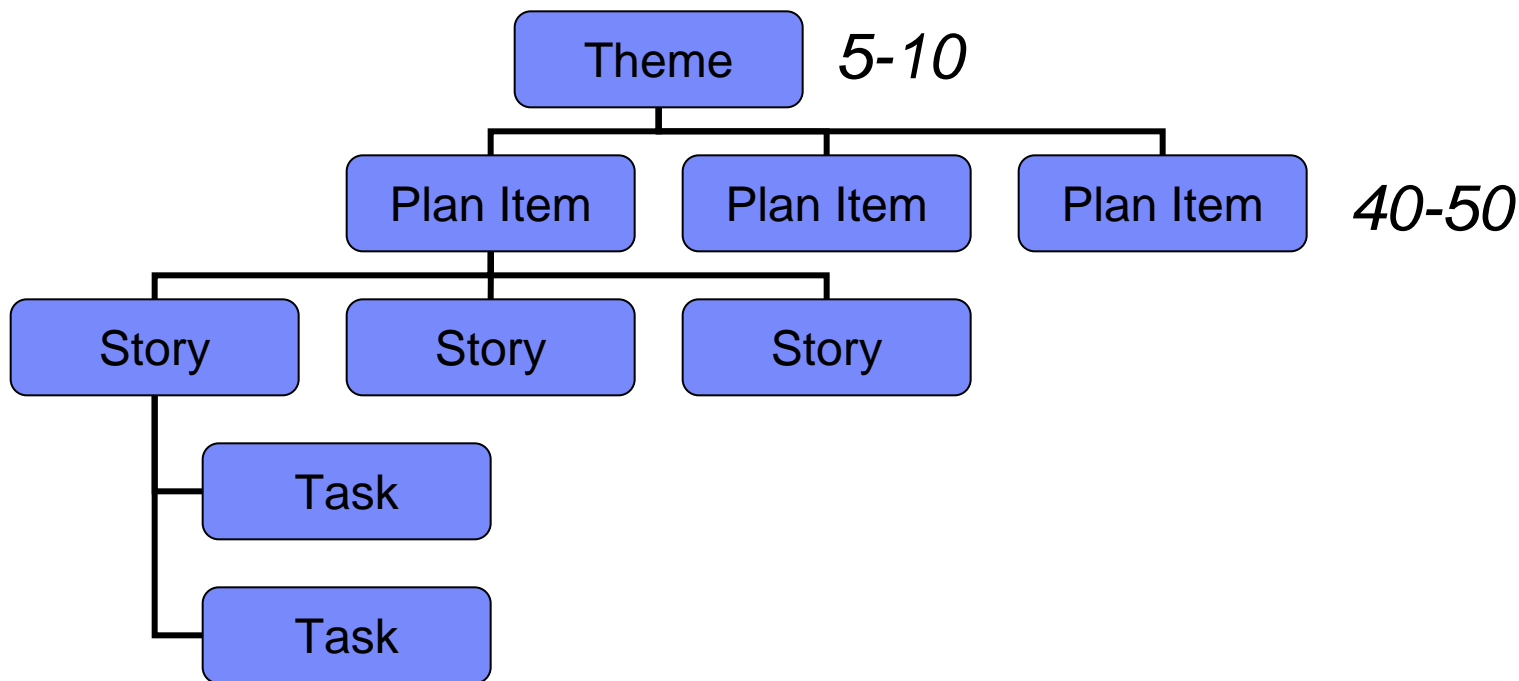 Theme 5-10
Plan Item Plan Item Plan Item 40-50
Story Story Story
Task
Task